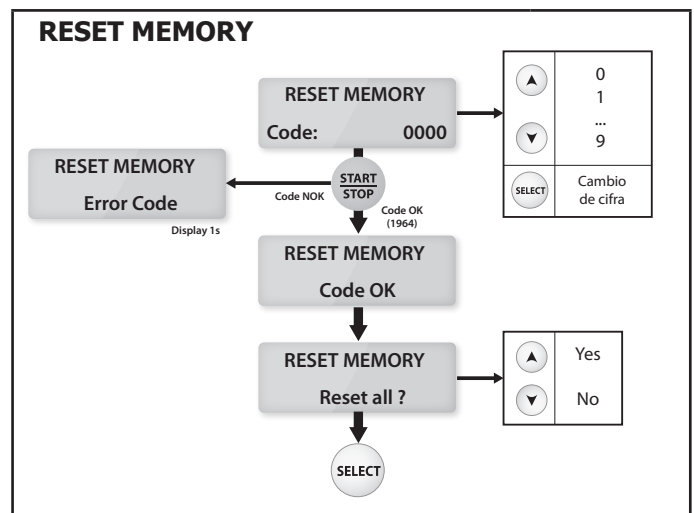 RESET MEMORY
RESET MEMORY
Code: 0000
0
1
...
9
SELECT
Cambio
de cifra
RESET MEMORY
Error Code
Display 1s
Code NOK
START
STOP
Code OK
(1964)
RESET MEMORY
Code OK
RESET MEMORY
Reset all ?
Yes
No
SELECT